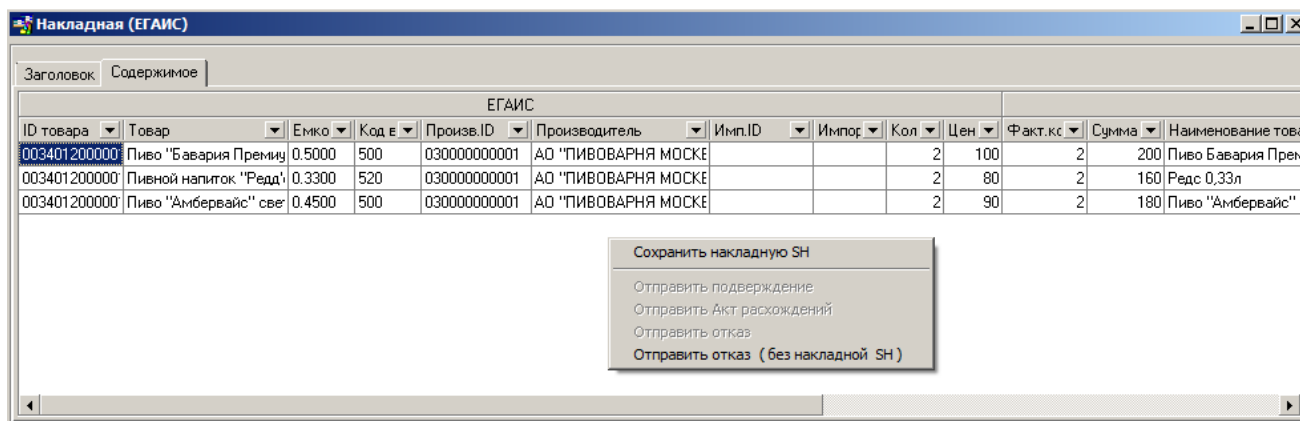 Накладная (ЕГАИС)
Заголовок Содержимое
ЕГАИС
ID товара Товар Емко Код в Произв.ID Производитель Имп.ID Импор Кол Цен Факт.кс Сумма Наименование това
003401200000 Пиво "Бавария Премиу 0.5000 500 030000000001 АО "ПИВОВАРНЯ МОСКЕ 2 100 2 200 Пиво Бавария Прем
003401200000 Пивной напиток "Редд' 0.3300 520 030000000001 АО "ПИВОВАРНЯ МОСКЕ 2 80 2 160 Редс 0,33л
003401200000 Пиво "Амбервайс" све 0.4500 500 030000000001 АО "ПИВОВАРНЯ МОСКЕ 2 90 2 180 Пиво "Амбервайс"
Сохранить накладную SH
Отправить подверждение
Отправить Акт расхождений
Отправить отказ
Отправить отказ ( без накладной SH )